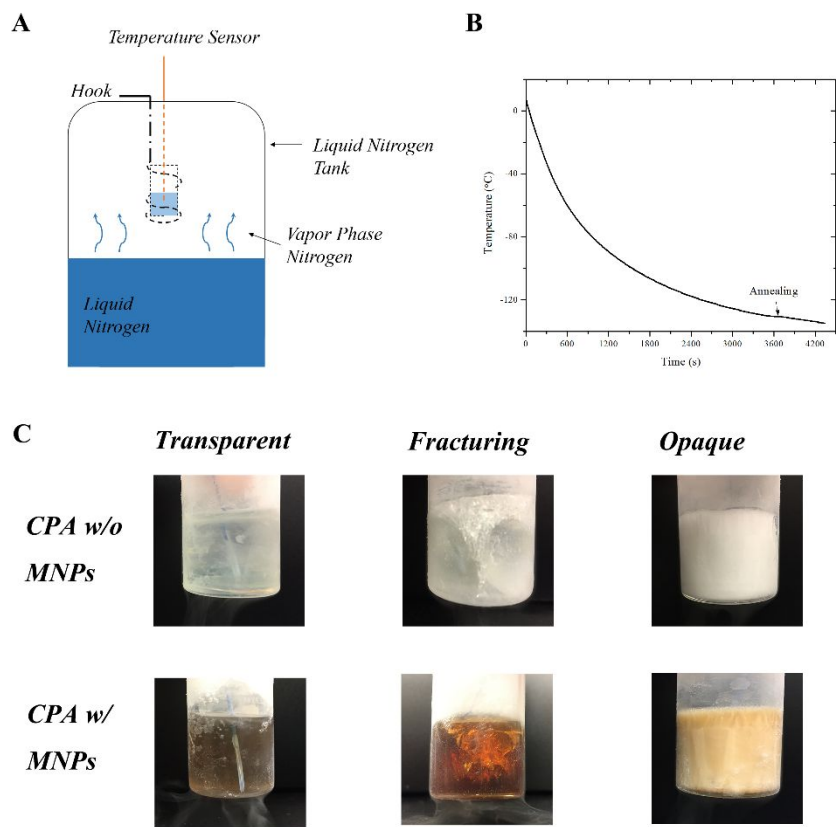 A
Temperature Sensor
Hook
Liquid Nitrogen
Tank
Vapor Phase
Nitrogen
Liquid
Nitrogen
B
0
-40
-80
-120
Temperature (°C)
Annealing
0 600 1200 1800 2400 3000 3600 4200
Time (s)
C
Transparent Fracturing Opaque
CPA w/o
MNPs
CPA w/
MNPs